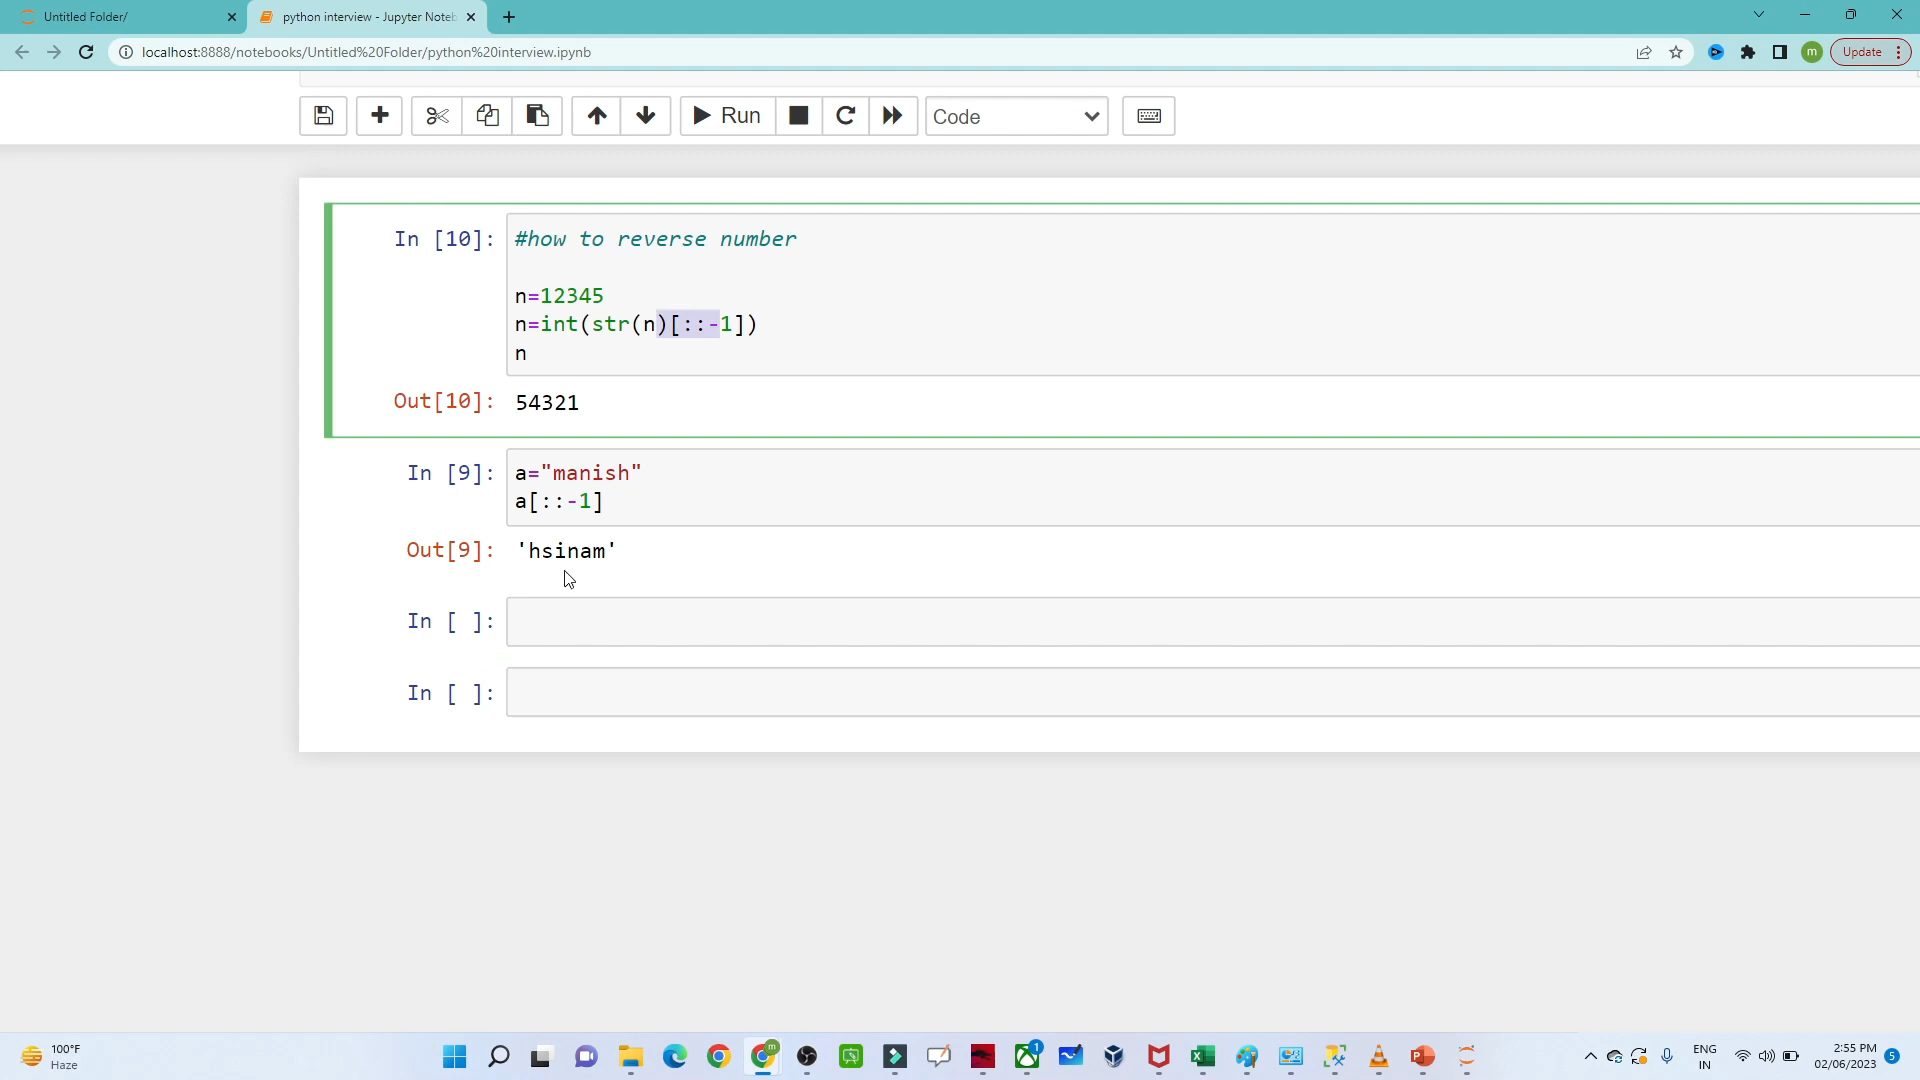 Untitled Folder/
python interview - Jupyter Noteb
localhost:8888/notebooks/Untitled%20Folder/python%20interview.ipynb
m
Update
Run
Code
In [10]:
#how to reverse number
n=12345
n=int(str(n)[::-1])
n
Out[10]:
54321
In [9]:
a="manish"
a[::-1]
Out[9]:
'hsinam'
In [ ]:
In [ ]:
100°F
Haze
m
1
ENG
IN
2:55 PM
02/06/2023
5